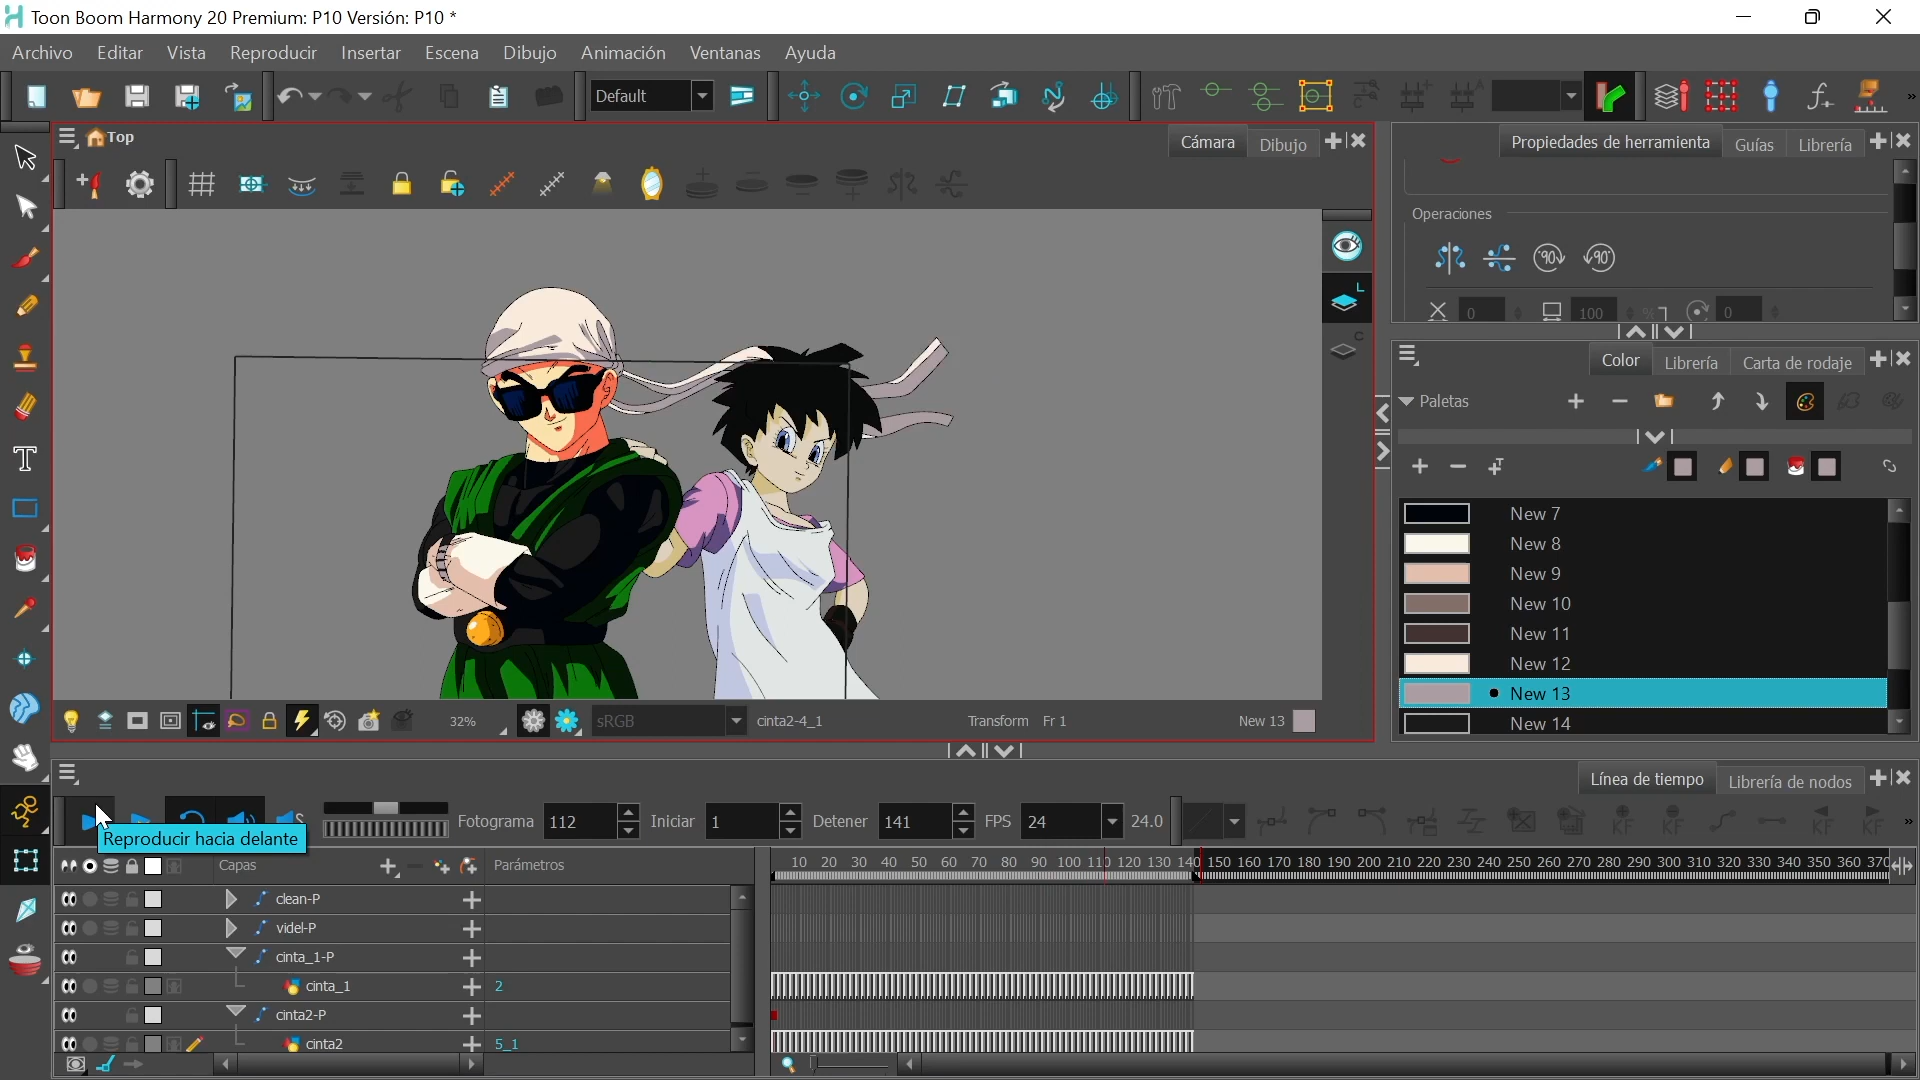 Toon Boom Harmony 20 Premium: P10 Versión: P10 *
Archivo Editar Vista Reproducir Insertar Escena Dibujo Animación Ventanas Ayuda
Default
Top
Cámara Dibujo
Propiedades de herramienta Guías Librería
Operaciones
90 90
0 100 0
Color Librería Carta de rodaje
Paletas
New 7
New 8
New 9
New 10
New 11
New 12
New 13
New 14
L
C
32% sRGB cinta2-4_1 Transform Fr 1 New 13
Línea de tiempo Librería de nodos
Fotograma 112 Iniciar 1 Detener 141 FPS 24 24.0
KF KF KF KF
Reproducir hacia delante
Capas Parámetros
10 20 30 40 50 60 70 80 90 100 110 120 130 140 150 160 170 180 190 200 210 220 230 240 250 260 270 280 290 300 310 320 330 340 350 360 370
clean-P
videl-P
cinta_1-P
cinta_1 2
cinta2-P
cinta2 5_1